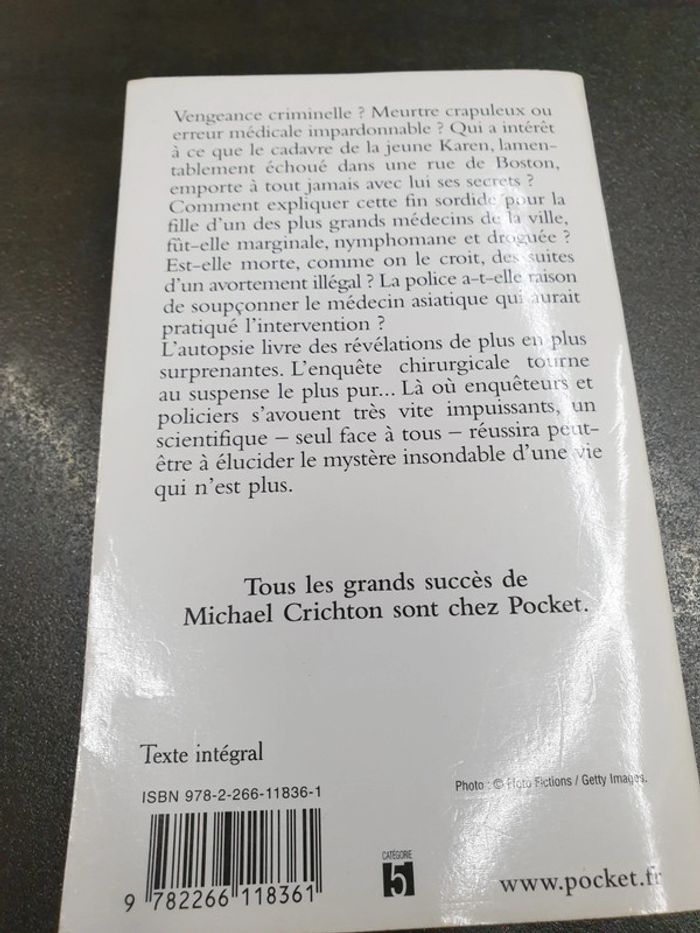 Vengeance criminelle ? Meurtre crapuleux ou
erreur médicale impardonnable ? Qui a intérêt
à ce que le cadavre de la jeune Karen, lamen-
tablement échoué dans une rue de Boston,
emporte à tout jamais avec lui ses secrets ?
Comment expliquer cette fin sordide pour la
fille d'un des plus grands médecins de la ville,
fût-elle marginale, nymphomane et droguée ?
Est-elle morte, comme on le croit, des suites
d'un avortement illégal ? La police a-t-elle raison
de soupçonner le médecin asiatique qui aurait
pratiqué l'intervention ?
L'autopsie livre des révélations de plus en plus
surprenantes. L'enquête chirurgicale tourne
au suspense le plus pur... Là où enquêteurs et
policiers s'avouent très vite impuissants, un
scientifique – seul face à tous – réussira peut-
être à élucider le mystère insondable d'une vie
qui n'est plus.
Tous les grands succès de
Michael Crichton sont chez Pocket.
Texte intégral
ISBN 978-2-266-11836-1
Photo : © Photo Fictions / Getty Images.
9 782266 118361
CATÉGORIE
5
www.pocket.fr